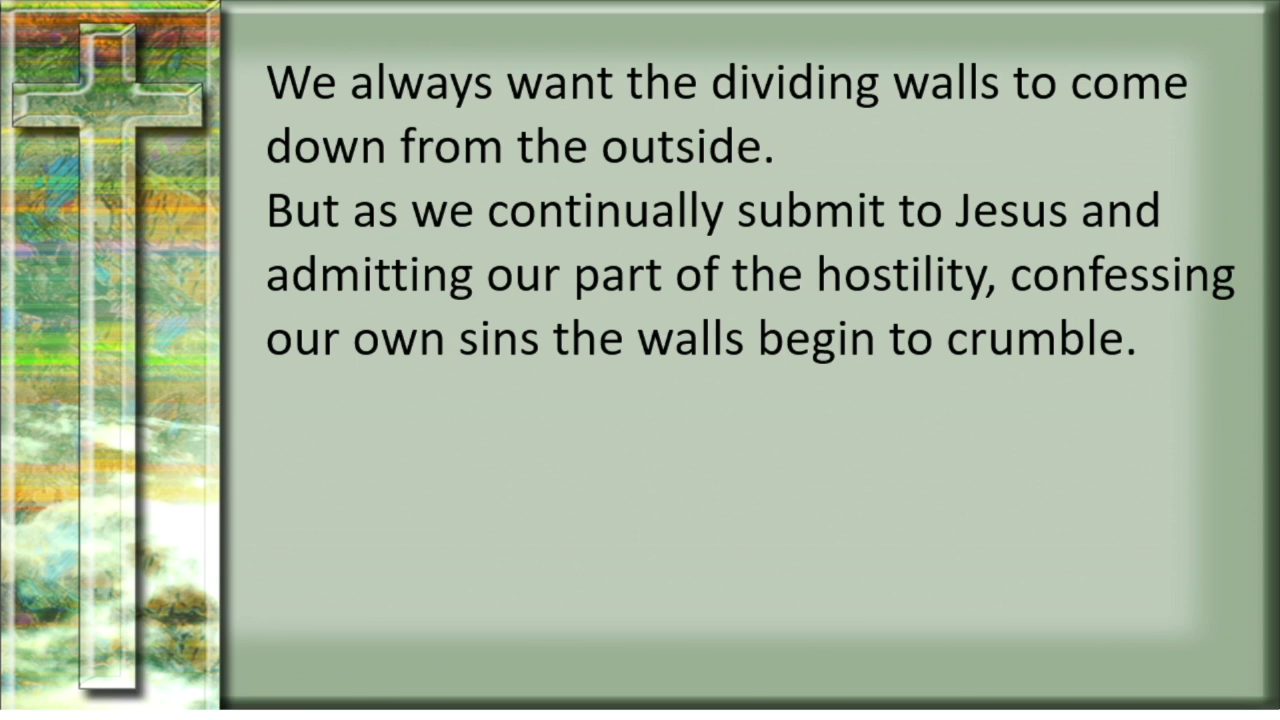 We always want the dividing walls to come
down from the outside.
But as we continually submit to Jesus and
admitting our part of the hostility, confessing
our own sins the walls begin to crumble.